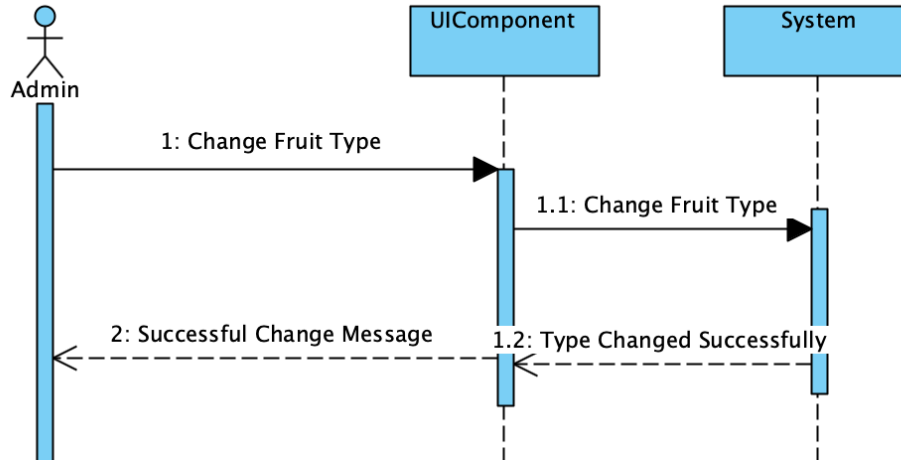 UIComponent
System
Admin
1: Change Fruit Type
1.1: Change Fruit Type
2: Successful Change Message
1.2: Type Changed Successfully